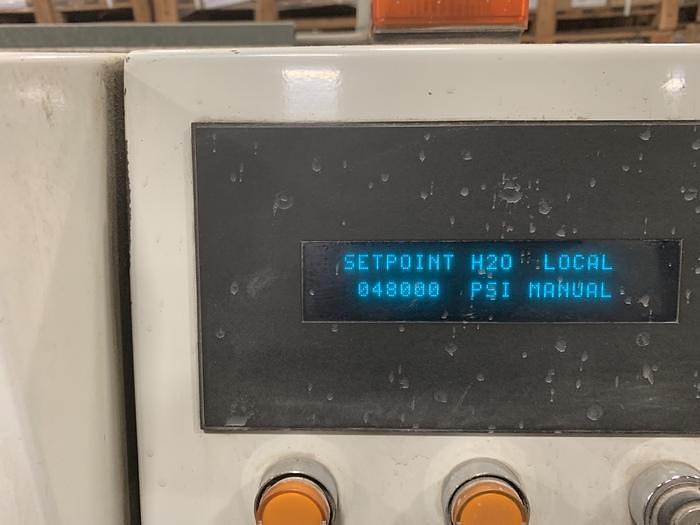 SETPOINT H2O LOCAL
048000 PSI MANUAL